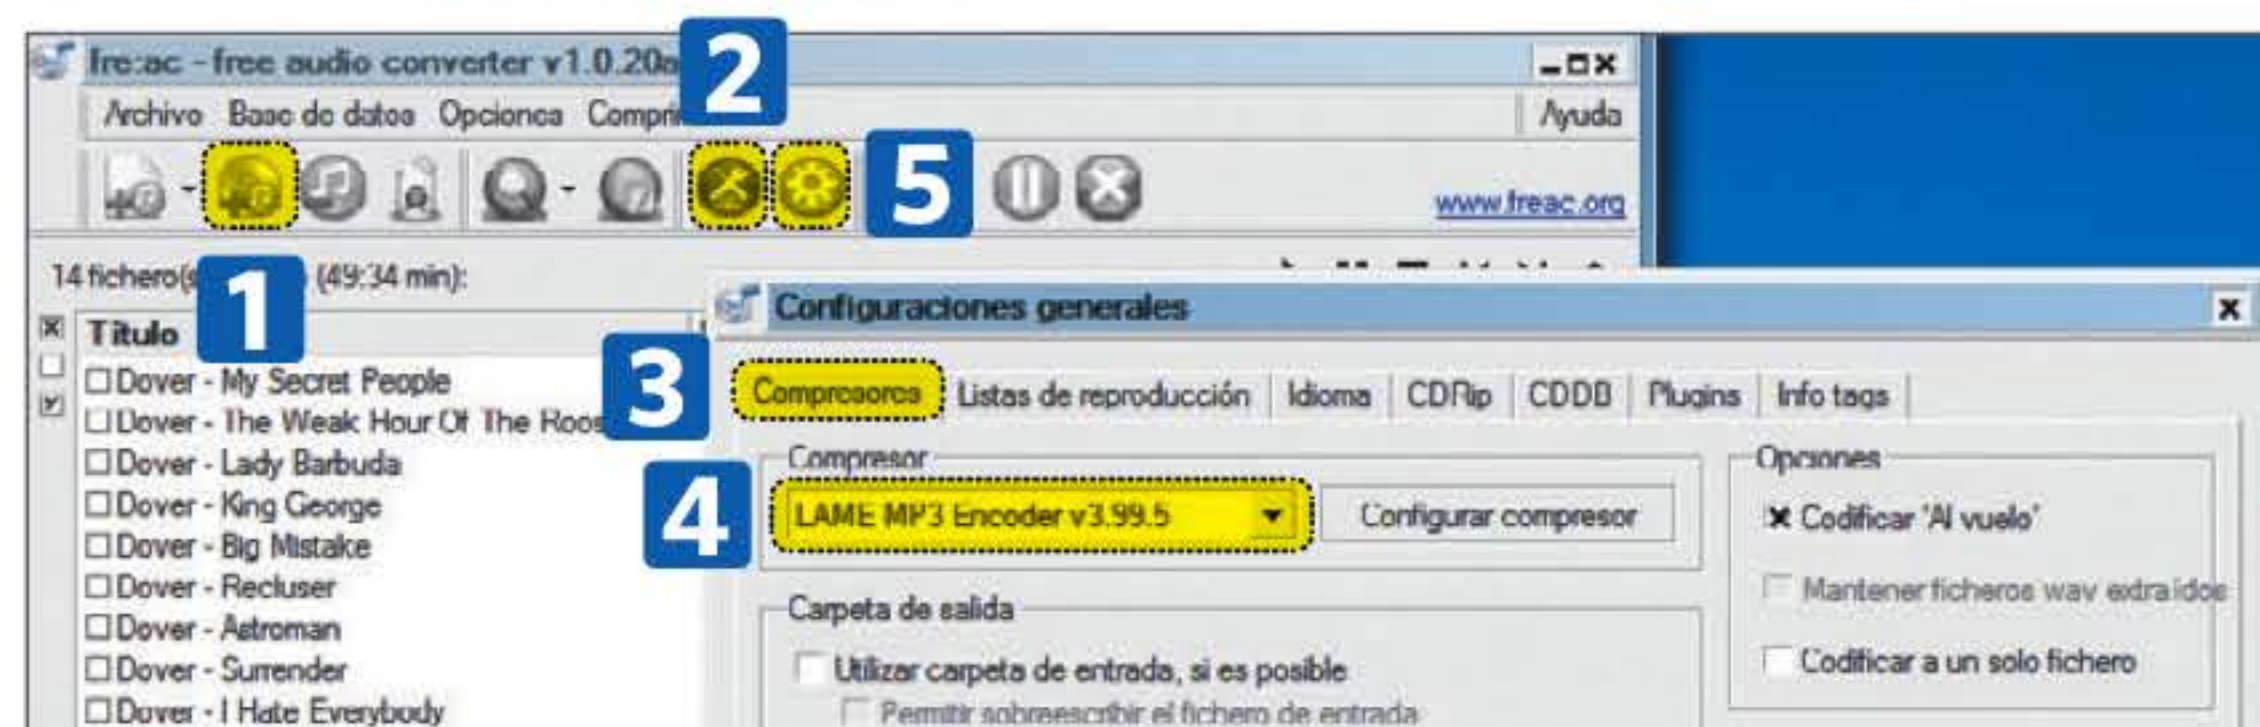 fre:ac - free audio converter v1.0.20a
2
Archivo Base de datos Opciones Compri
Ayuda
5
www.freac.org
14 fichero(s (49:34 min):
1
Título
Dover - My Secret People
Dover - The Weak Hour Of The Roos
Dover - Lady Barbuda
Dover - King George
Dover - Big Mistake
Dover - Recluser
Dover - Astroman
Dover - Surrender
Dover - I Hate Everybody
Configuraciones generales
3
Compresores Listas de reproducción Idioma CDRip CDDB Plugins Info tags
Compresor
4
LAME MP3 Encoder v3.99.5
Configurar compresor
Opciones
Codificar 'Al vuelo'
Mantener ficheros wav extraídos
Codificar a un solo fichero
Carpeta de salida
Utilizar carpeta de entrada, si es posible
Permitir sobreescribir el fichero de entrada